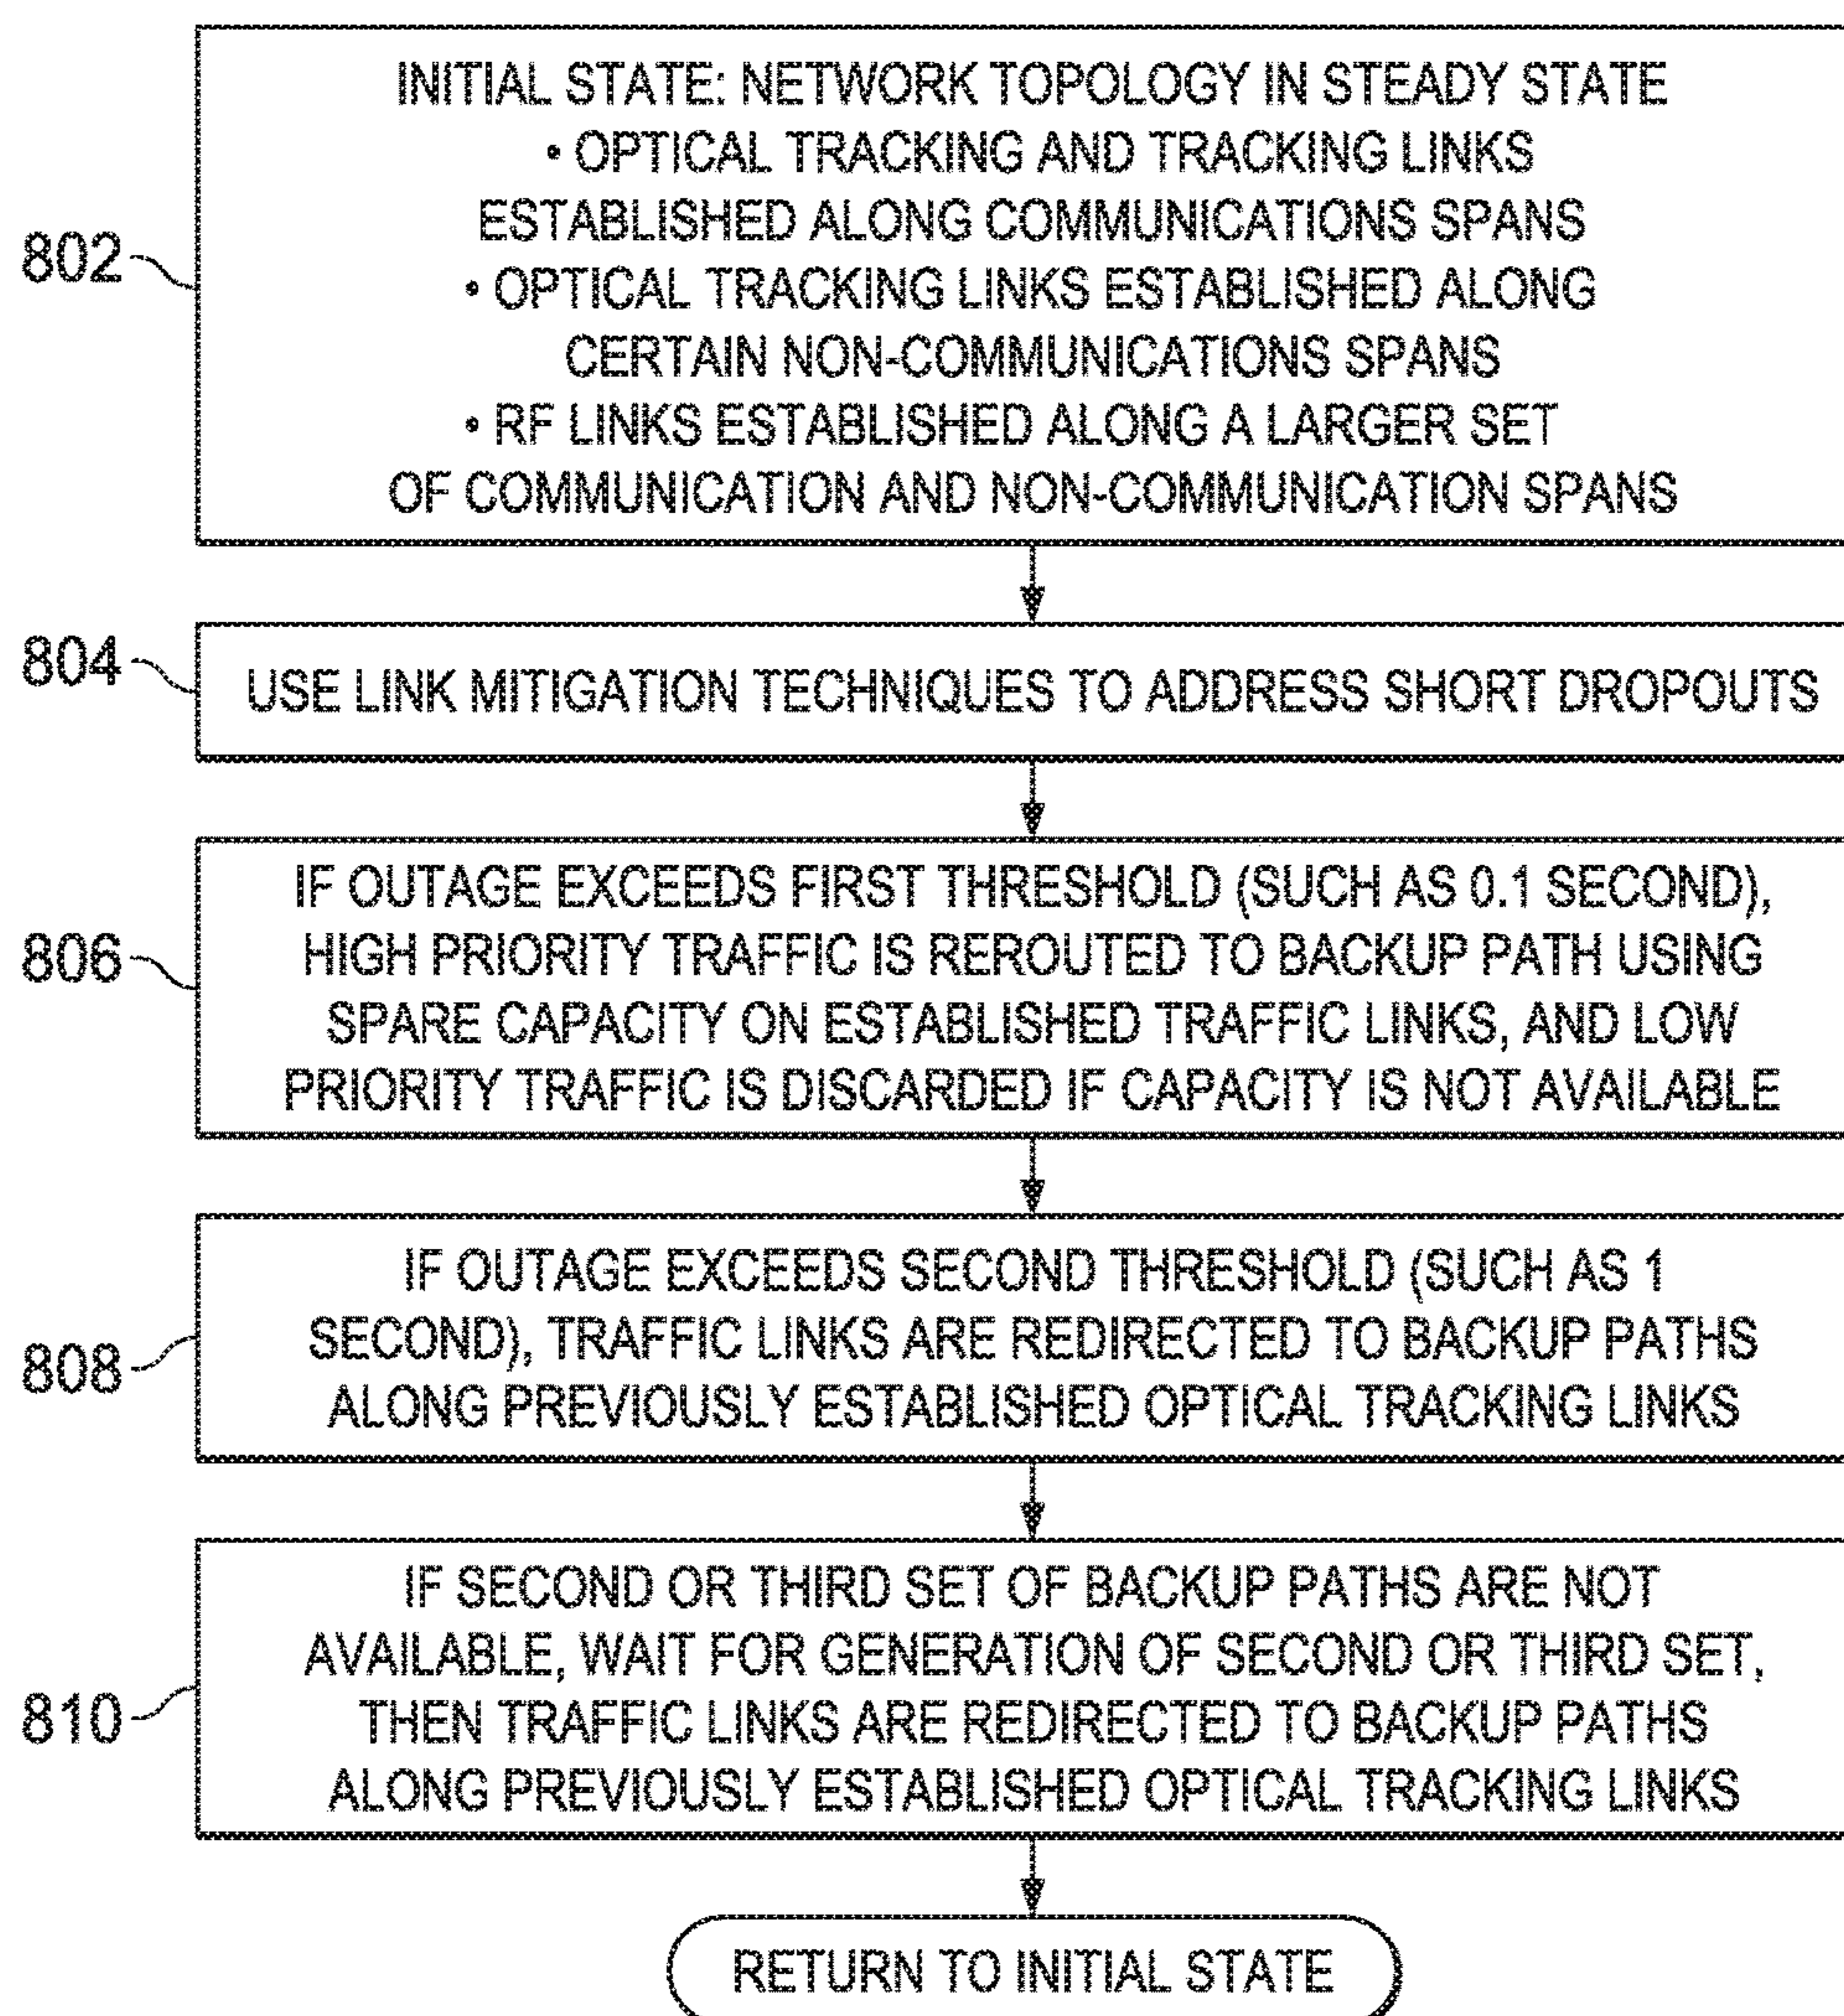 INITIAL STATE: NETWORK TOPOLOGY IN STEADY STATE
• OPTICAL TRACKING AND TRACKING LINKS
ESTABLISHED ALONG COMMUNICATIONS SPANS
• OPTICAL TRACKING LINKS ESTABLISHED ALONG
CERTAIN NON-COMMUNICATIONS SPANS
• RF LINKS ESTABLISHED ALONG A LARGER SET
OF COMMUNICATION AND NON-COMMUNICATION SPANS
802
804
USE LINK MITIGATION TECHNIQUES TO ADDRESS SHORT DROPOUTS
806
IF OUTAGE EXCEEDS FIRST THRESHOLD (SUCH AS 0.1 SECOND),
HIGH PRIORITY TRAFFIC IS REROUTED TO BACKUP PATH USING
SPARE CAPACITY ON ESTABLISHED TRAFFIC LINKS, AND LOW
PRIORITY TRAFFIC IS DISCARDED IF CAPACITY IS NOT AVAILABLE
808
IF OUTAGE EXCEEDS SECOND THRESHOLD (SUCH AS 1
SECOND), TRAFFIC LINKS ARE REDIRECTED TO BACKUP PATHS
ALONG PREVIOUSLY ESTABLISHED OPTICAL TRACKING LINKS
810
IF SECOND OR THIRD SET OF BACKUP PATHS ARE NOT
AVAILABLE, WAIT FOR GENERATION OF SECOND OR THIRD SET,
THEN TRAFFIC LINKS ARE REDIRECTED TO BACKUP PATHS
ALONG PREVIOUSLY ESTABLISHED OPTICAL TRACKING LINKS
RETURN TO INITIAL STATE